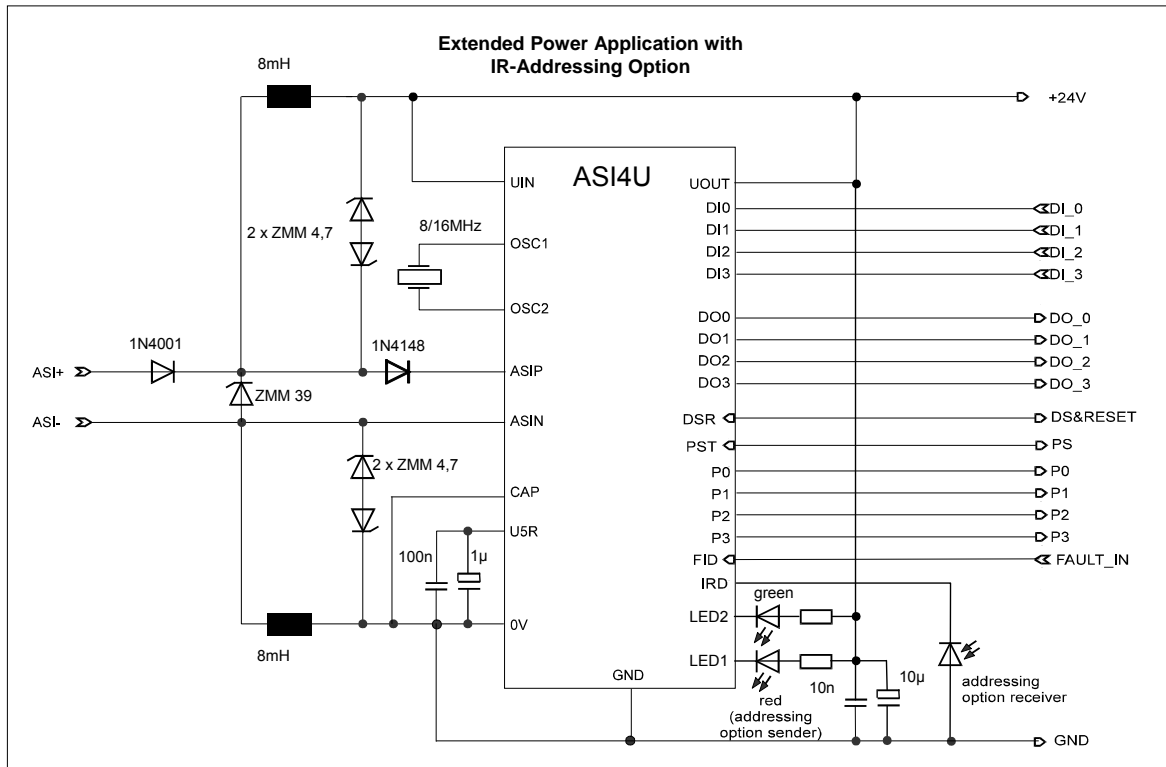 Extended Power Application with
IR-Addressing Option
8mH
+24V
ASI4U
UIN
UOUT
DI0
DI_0
DI1
DI_1
DI2
DI_2
DI3
DI_3
2 x ZMM 4,7
8/16MHz
OSC1
OSC2
DO0
DO_0
DO1
DO_1
DO2
DO_2
DO3
DO_3
1N4001
1N4148
ASI+
ASIP
ZMM 39
ASI-
ASIN
DSR
DS&RESET
PST
PS
2 x ZMM 4,7
P0
P0
P1
P1
P2
P2
P3
P3
CAP
U5R
100n
1µ
FID
FAULT_IN
IRD
green
LED2
0V
8mH
LED1
GND
red
(addressing
option sender)
10n
10µ
addressing
option receiver
GND